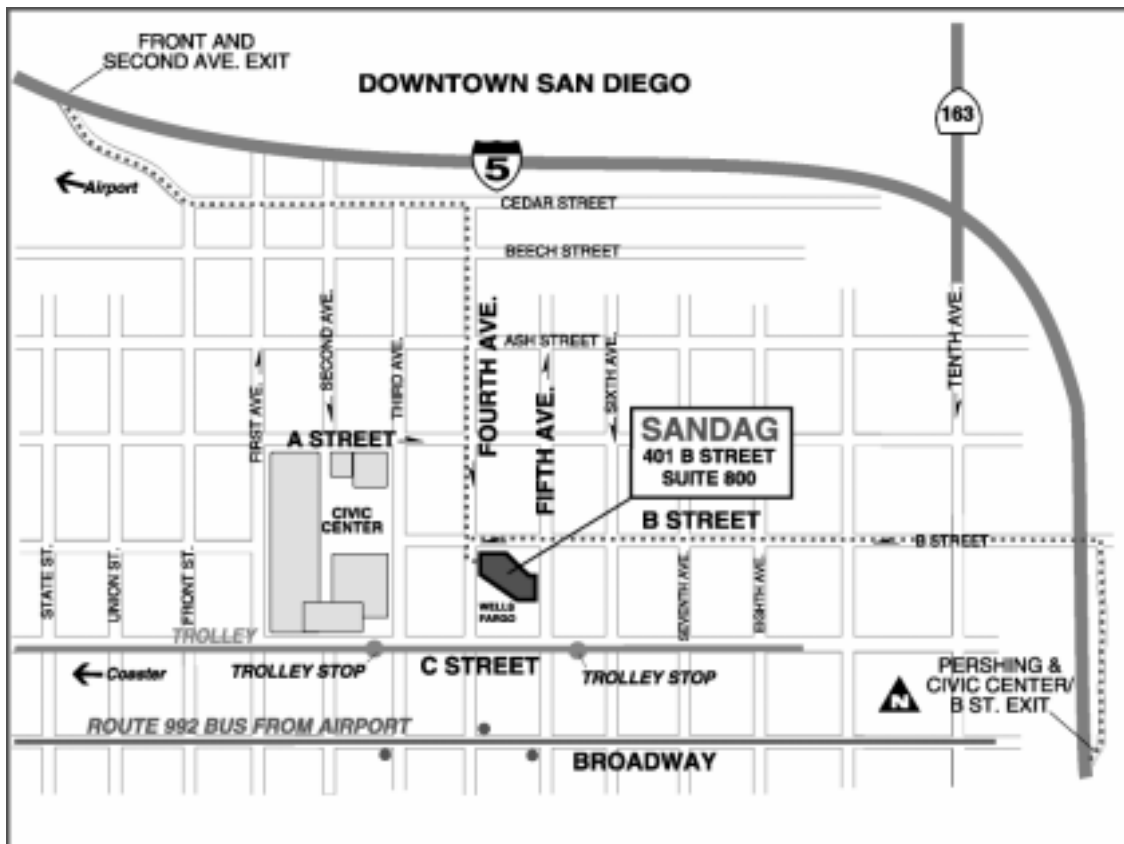 FRONT AND
SECOND AVE. EXIT
DOWNTOWN SAN DIEGO
163
5
Airport
CEDAR STREET
BEECH STREET
ASH STREET
FIRST AVE.
SECOND AVE.
THIRD AVE.
FOURTH AVE.
FIFTH AVE.
SIXTH AVE.
TENTH AVE.
A STREET
SANDAG
401 B STREET
SUITE 800
CIVIC
CENTER
B STREET
B STREET
STATE ST.
UNION ST.
FRONT ST.
WELLS
FARGO
SEVENTH AVE.
EIGHTH AVE.
TROLLEY
Coaster
TROLLEY STOP
C STREET
TROLLEY STOP
PERSHING &
CIVIC CENTER/
B ST. EXIT
N
ROUTE 992 BUS FROM AIRPORT
BROADWAY